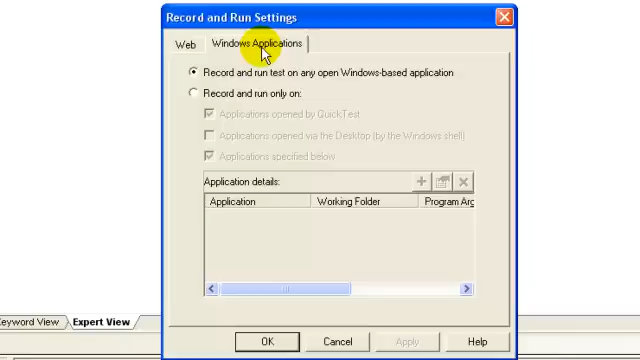 Record and Run Settings
Web
Windows Applications
Record and run test on any open Windows-based application
Record and run only on:
Applications opened by QuickTest
Applications opened via the Desktop (by the Windows shell)
Applications specified below
Application details:
Application Working Folder Program Arg
OK Cancel Apply Help
eyword View Expert View